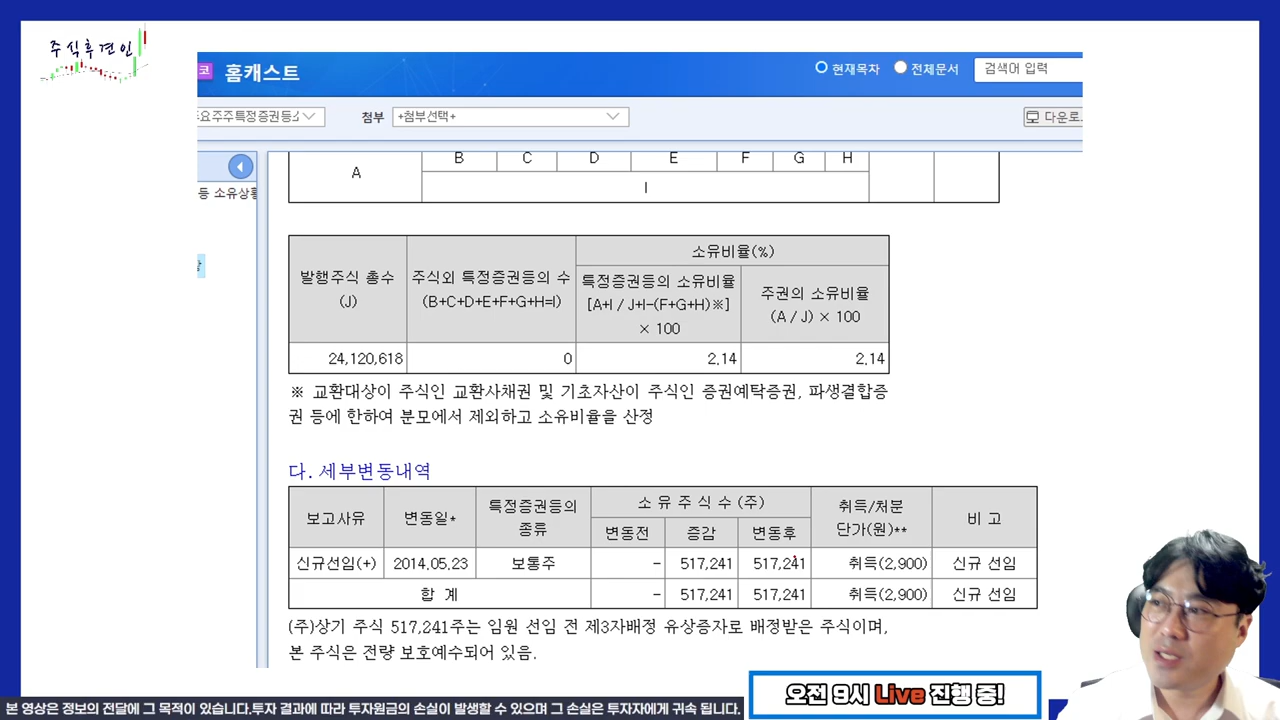 주식후견인
코 홈캐스트
현재목차 전체문서 검색어 입력
요주주특정증권등소 첨부 +첨부선택+ 다운로
등 소유상황
A B C D E F G H
I
발행주식 총수
(J)
주식외 특정증권등의 수
(B+C+D+E+F+G+H=I)
소유비율(%)
특정증권등의 소유비율
[A+I / J+I-(F+G+H)※]
× 100
주권의 소유비율
(A / J) × 100
24,120,618 0 2.14 2.14
※ 교환대상이 주식인 교환사채권 및 기초자산이 주식인 증권예탁증권, 파생결합증
권 등에 한하여 분모에서 제외하고 소유비율을 산정
다. 세부변동내역
보고사유 변동일* 특정증권등의
종류
소 유 주 식 수 (주)
변동전 증감 변동후
취득/처분
단가(원)**
비 고
신규선임(+) 2014.05.23 보통주 - 517,241 517,241 취득(2,900) 신규 선임
합 계 - 517,241 517,241 취득(2,900) 신규 선임
(주)상기 주식 517,241주는 임원 선임 전 제3자배정 유상증자로 배정받은 주식이며,
본 주식은 전량 보호예수되어 있음.
오전 9시 Live 진행 중!
본 영상은 정보의 전달에 그 목적이 있습니다.투자 결과에 따라 투자원금의 손실이 발생할 수 있으며 그 손실은 투자자에게 귀속 됩니다.